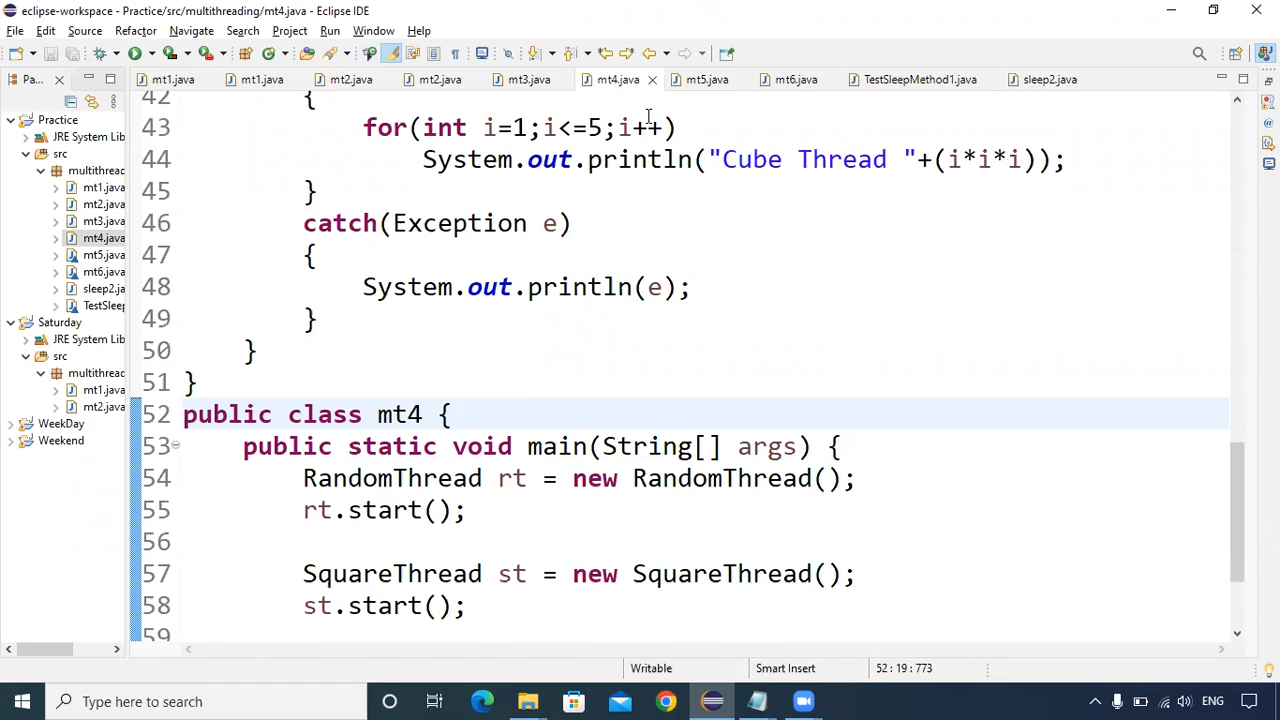 eclipse-workspace - Practice/src/multithreading/mt4.java - Eclipse IDE
File Edit Source Refactor Navigate Search Project Run Window Help
Pa... mt1.java mt1.java mt2.java mt2.java mt3.java mt4.java mt5.java mt6.java TestSleepMethod1.java sleep2.java
Practice
JRE System Lib
src
multithread
mt1.java
mt2.java
mt3.java
mt4.java
mt5.java
mt6.java
sleep2.ja
TestSleep
Saturday
JRE System Lib
src
multithread
mt1.java
mt2.java
WeekDay
Weekend
42 {
43 for(int i=1;i<=5;i++)
44 System.out.println("Cube Thread "+(i*i*i));
45 }
46 catch(Exception e)
47 {
48 System.out.println(e);
49 }
50 }
51 }
52 public class mt4 {
53 public static void main(String[] args) {
54 RandomThread rt = new RandomThread();
55 rt.start();
56
57 SquareThread st = new SquareThread();
58 st.start();
59
Writable Smart Insert 52 : 19 : 773
Type here to search
ENG